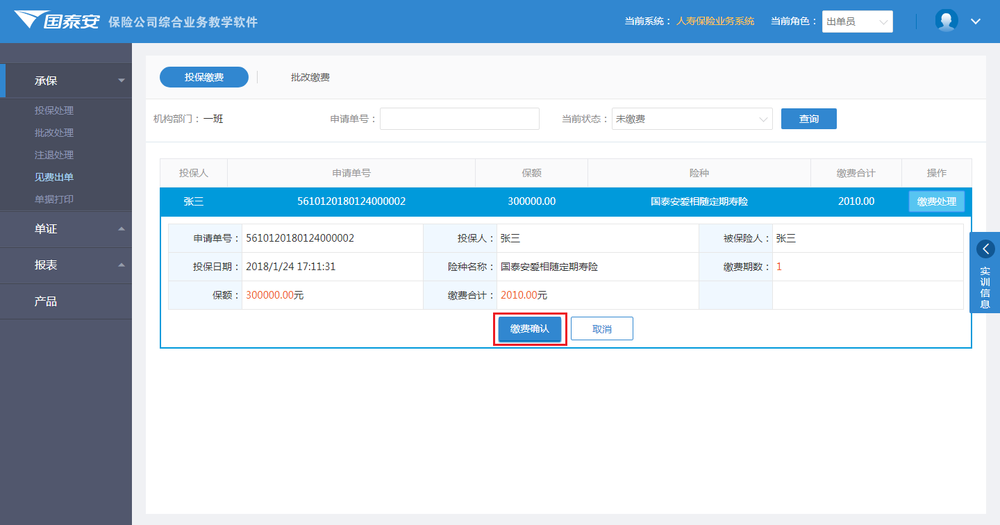 国泰安 保险公司综合业务教学软件 当前系统： 人寿保险业务系统 当前角色： 出单员
承保
投保处理
批改处理
注退处理
见费出单
单据打印
单证
报表
产品
投保缴费 批改缴费
机构部门： 一班 申请单号： 当前状态： 未缴费 查询
投保人 申请单号 保额 险种 缴费合计 操作
张三 5610120180124000002 300000.00 国泰安爱相随定期寿险 2010.00 缴费处理
申请单号： 5610120180124000002 投保人： 张三 被保险人： 张三
投保日期： 2018/1/24 17:11:31 险种名称： 国泰安爱相随定期寿险 缴费期数： 1
保额： 300000.00元 缴费合计： 2010.00元
缴费确认 取消
实训信息